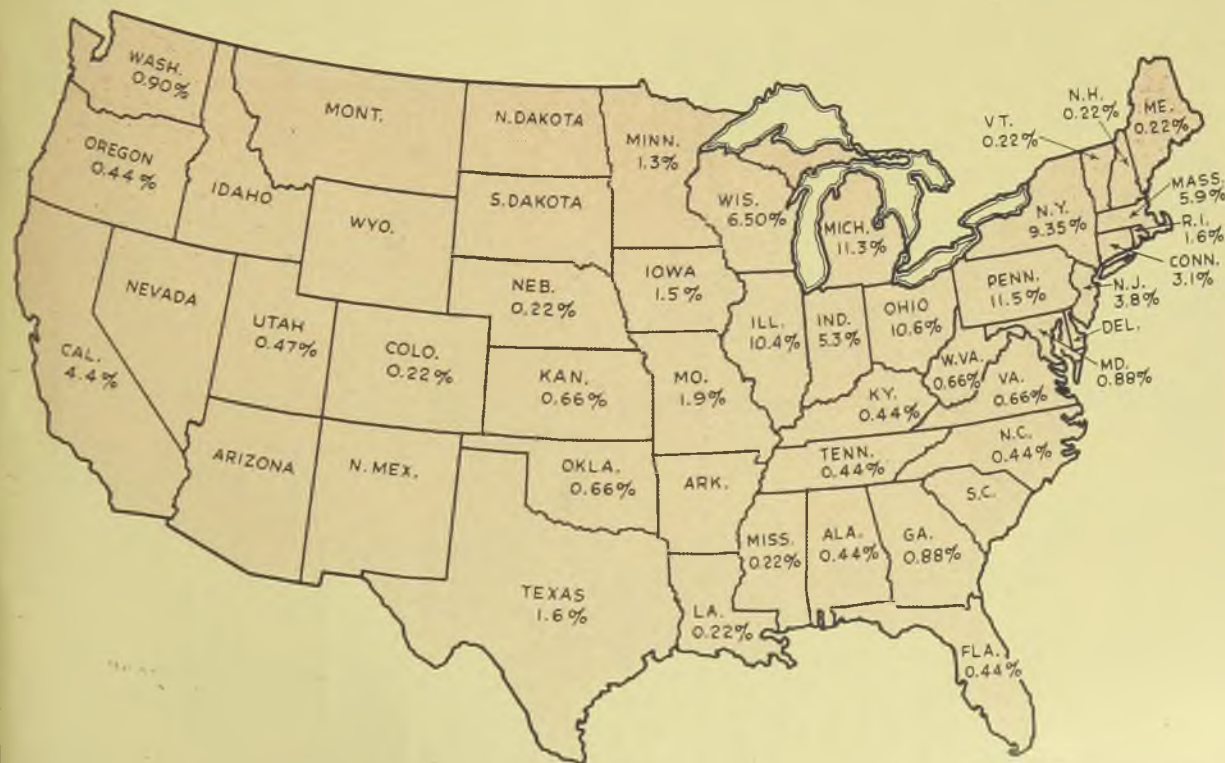 WASH.
0.90%
OREGON
0.44%
IDAHO
MONT.
N.DAKOTA
S.DAKOTA
WYO.
NEVADA
CAL.
4.4%
UTAH
0.47%
COLO.
0.22%
ARIZONA
N.MEX.
NEB.
0.22%
KAN.
0.66%
OKLA.
0.66%
TEXAS
1.6%
MINN.
1.3%
IOWA
1.5%
MO.
1.9%
ARK.
LA.
0.22%
WIS.
6.50%
ILL.
10.4%
MICH.
11.3%
IND.
5.3%
OHIO
10.6%
KY.
0.44%
TENN.
0.44%
MISS.
0.22%
ALA.
0.44%
GA.
0.88%
FLA.
0.44%
S.C.
N.C.
0.44%
VA.
0.66%
W.VA.
0.66%
PENN.
11.5%
N.Y.
9.35%
VT.
0.22%
N.H.
0.22%
ME.
0.22%
MASS.
5.9%
R.I.
1.6%
CONN.
3.1%
N.J.
3.8%
DEL.
MD.
0.88%